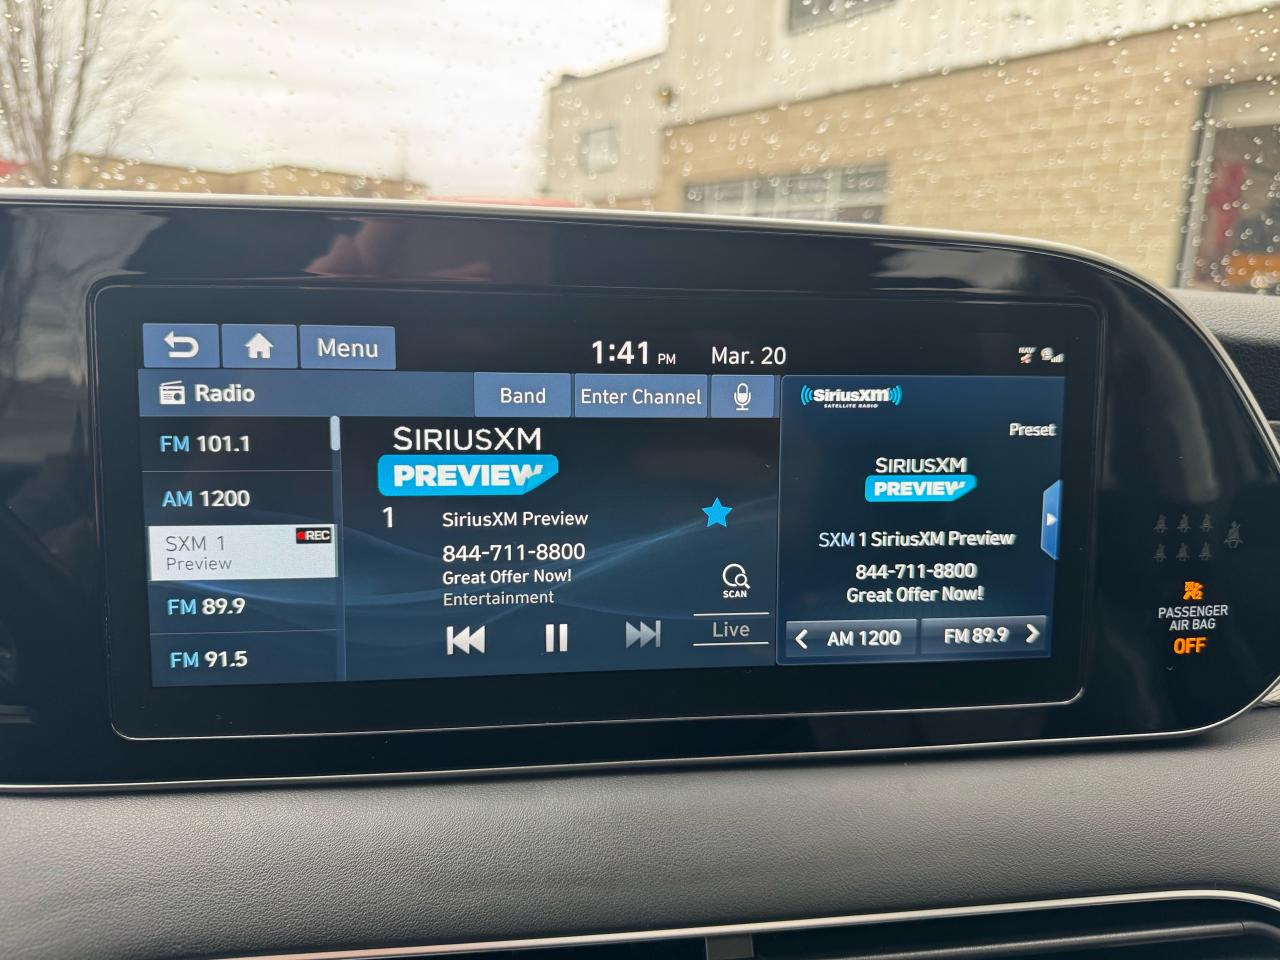 Menu
1:41 PM
Mar. 20
NAV
Radio
Band
Enter Channel
FM 101.1
AM 1200
SXM 1
REC
Preview
FM 89.9
FM 91.5
SIRIUSXM
PREVIEW
1
SiriusXM Preview
844-711-8800
Great Offer Now!
Entertainment
SCAN
Live
SiriusXM
SATELLITE RADIO
Preset
SIRIUSXM
PREVIEW
SXM 1 SiriusXM Preview
844-711-8800
Great Offer Now!
AM 1200
FM 89.9
PASSENGER
AIR BAG
OFF